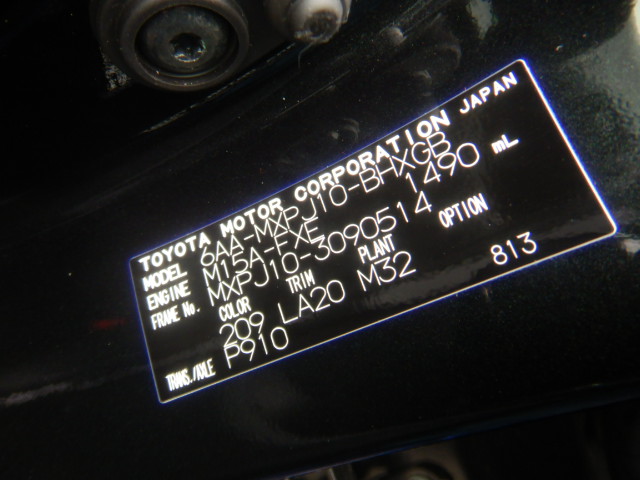 TOYOTA MOTOR CORPORATION JAPAN
MODEL 6AA-MXPJ10-BHXGB
ENGINE M15A-FXE 1490 mL
FRAME No. MXPJ10-3090514
COLOR TRIM PLANT OPTION
209 LA20 M32 813
TRANS./AXLE P910